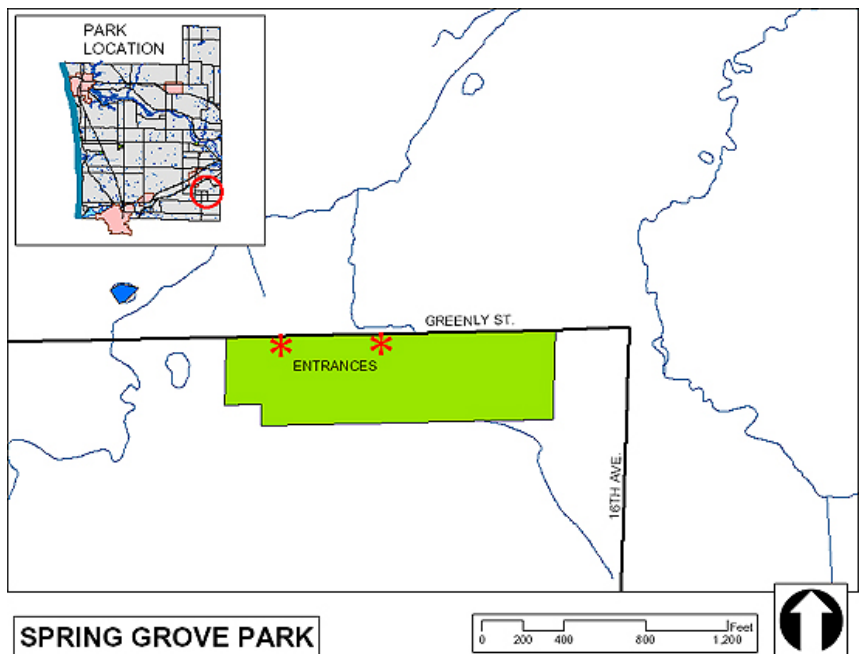 PARK
LOCATION
GREENLY ST.
ENTRANCES
16TH AVE.
SPRING GROVE PARK
Feet
0 200 400 800 1,200